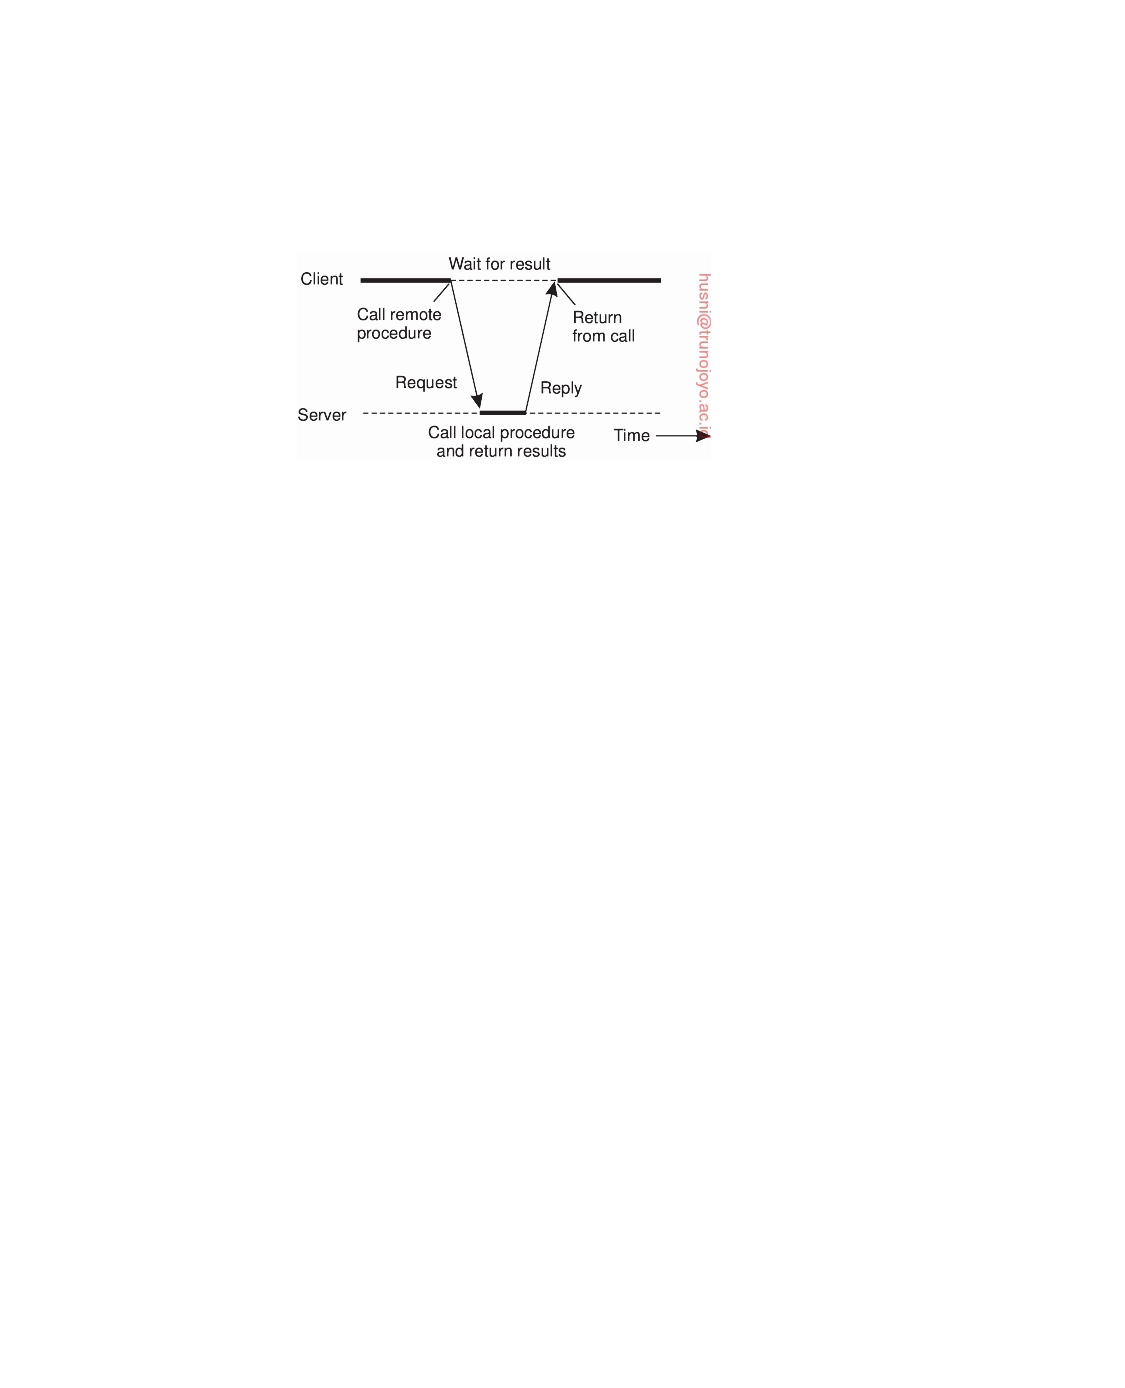 Wait for result
Client
Call remote
procedure
Return
from call
Request
Reply
Server
Call local procedure
and return results
Time
husni@trunojoyo.ac.i